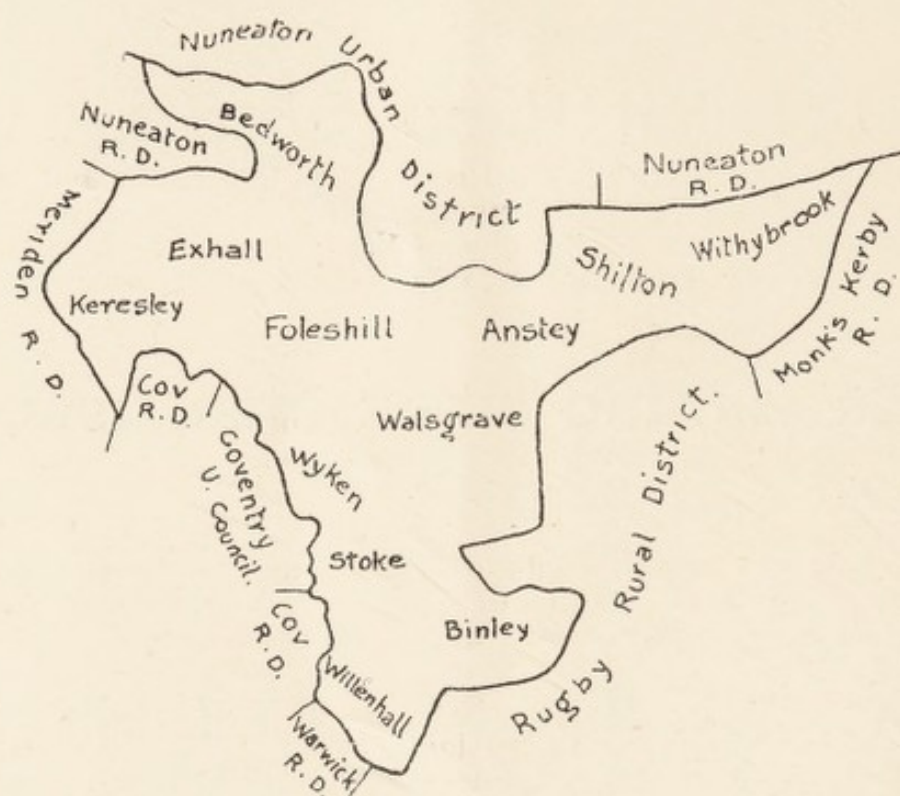 Nuneaton Urban District
Nuneaton
R. D.
Bedworth
Nuneaton
R. D.
Meriden R. D.
Exhall
Keresley
Foleshill
Anstey
Shilton
Withybrook
Monk's Kerby
R. D.
Cov
R. D.
Walsgrave
Coventry
U. Council.
Wyken
Stoke
Rugby Rural District.
Cov
R. D.
Binley
Willenhall
Warwick
R. D.